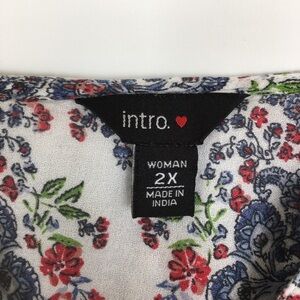 intro.
WOMAN
2X
MADE IN
INDIA